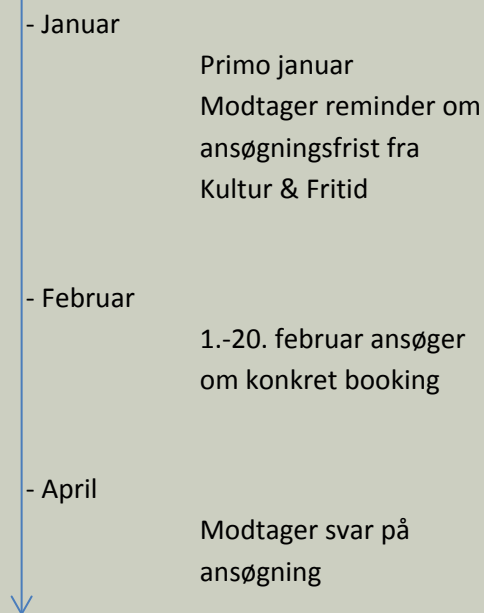 - Januar
Primo januar
Modtager reminder om
ansøgningsfrist fra
Kultur & Fritid
- Februar
1.-20. februar ansøger
om konkret booking
- April
Modtager svar på
ansøgning